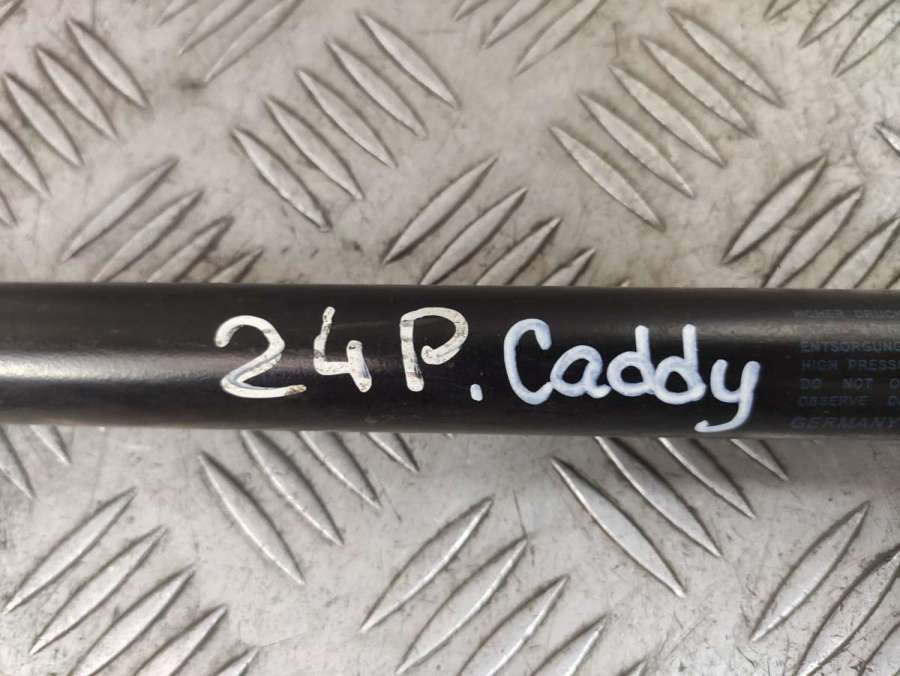 24P. Caddy
ENTSORGUNG
HIGH PRESS
DO NOT O
OBSERVE D
GERMANY